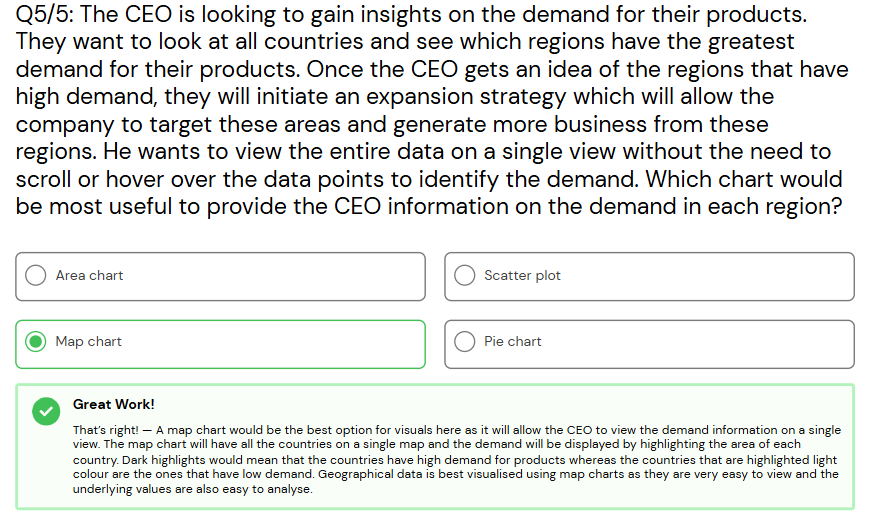 Q5/5: The CEO is looking to gain insights on the demand for their products.
They want to look at all countries and see which regions have the greatest
demand for their products. Once the CEO gets an idea of the regions that have
high demand, they will initiate an expansion strategy which will allow the
company to target these areas and generate more business from these
regions. He wants to view the entire data on a single view without the need to
scroll or hover over the data points to identify the demand. Which chart would
be most useful to provide the CEO information on the demand in each region?
Area chart
Scatter plot
Map chart
Pie chart
Great Work!
That's right! — A map chart would be the best option for visuals here as it will allow the CEO to view the demand information on a single
view. The map chart will have all the countries on a single map and the demand will be displayed by highlighting the area of each
country. Dark highlights would mean that the countries have high demand for products whereas the countries that are highlighted light
colour are the ones that have low demand. Geographical data is best visualised using map charts as they are very easy to view and the
underlying values are also easy to analyse.